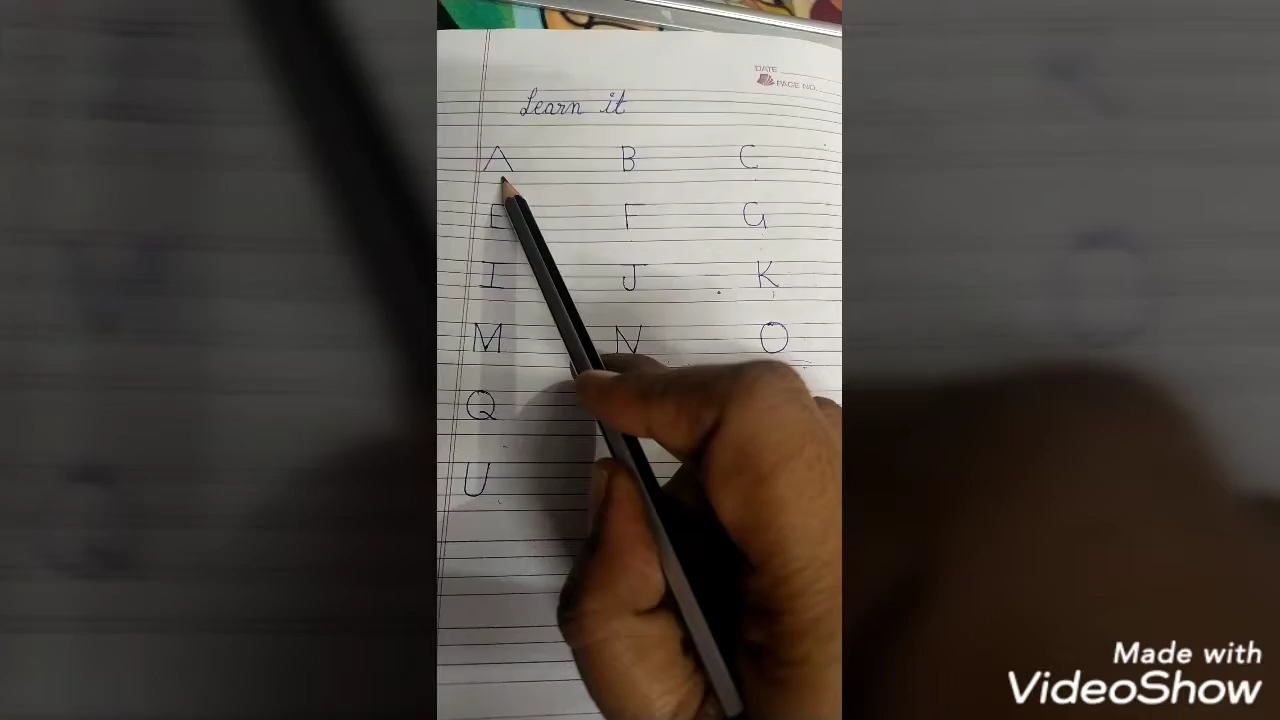 DATE
PAGE NO.
Learn it
A B C
E F G
I J K
M N O
Q
U
Made with
VideoShow